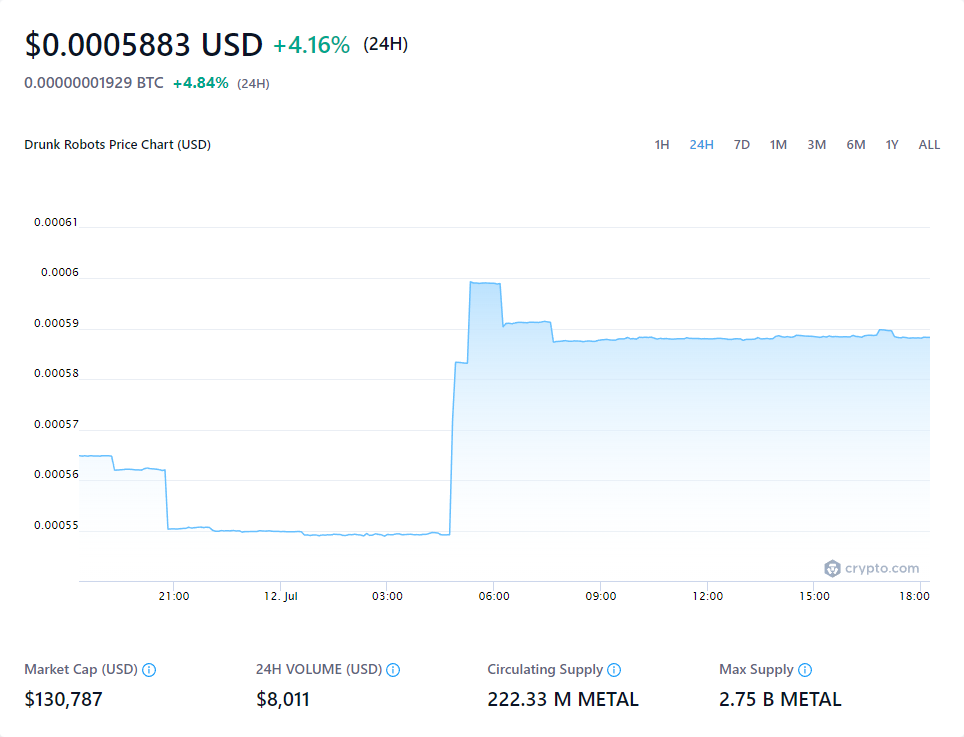 $0.0005883 USD +4.16% (24H)
0.00000001929 BTC +4.84% (24H)
Drunk Robots Price Chart (USD) 1H 24H 7D 1M 3M 6M 1Y ALL
0.00061
0.0006
0.00059
0.00058
0.00057
0.00056
0.00055
crypto.com
21:00 12. Jul 03:00 06:00 09:00 12:00 15:00 18:00
Market Cap (USD) 24H VOLUME (USD) Circulating Supply Max Supply
$130,787 $8,011 222.33 M METAL 2.75 B METAL